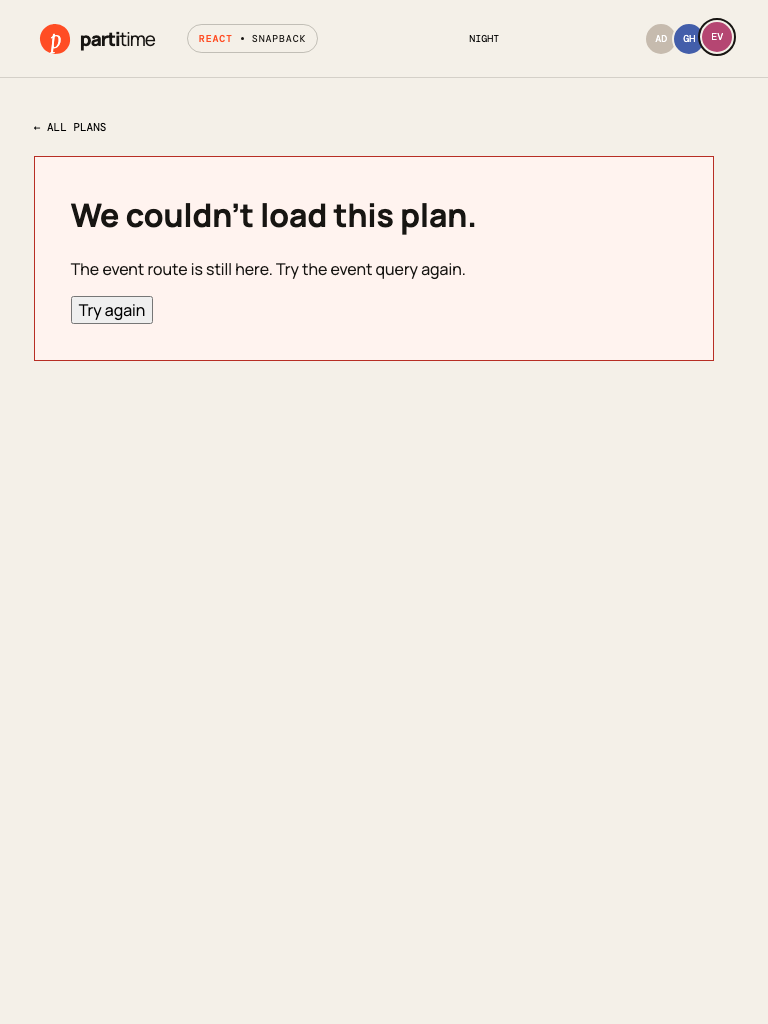 p partitime
REACT • SNAPBACK
NIGHT
AD GH EV
← ALL PLANS
We couldn’t load this plan.
The event route is still here. Try the event query again.
Try again